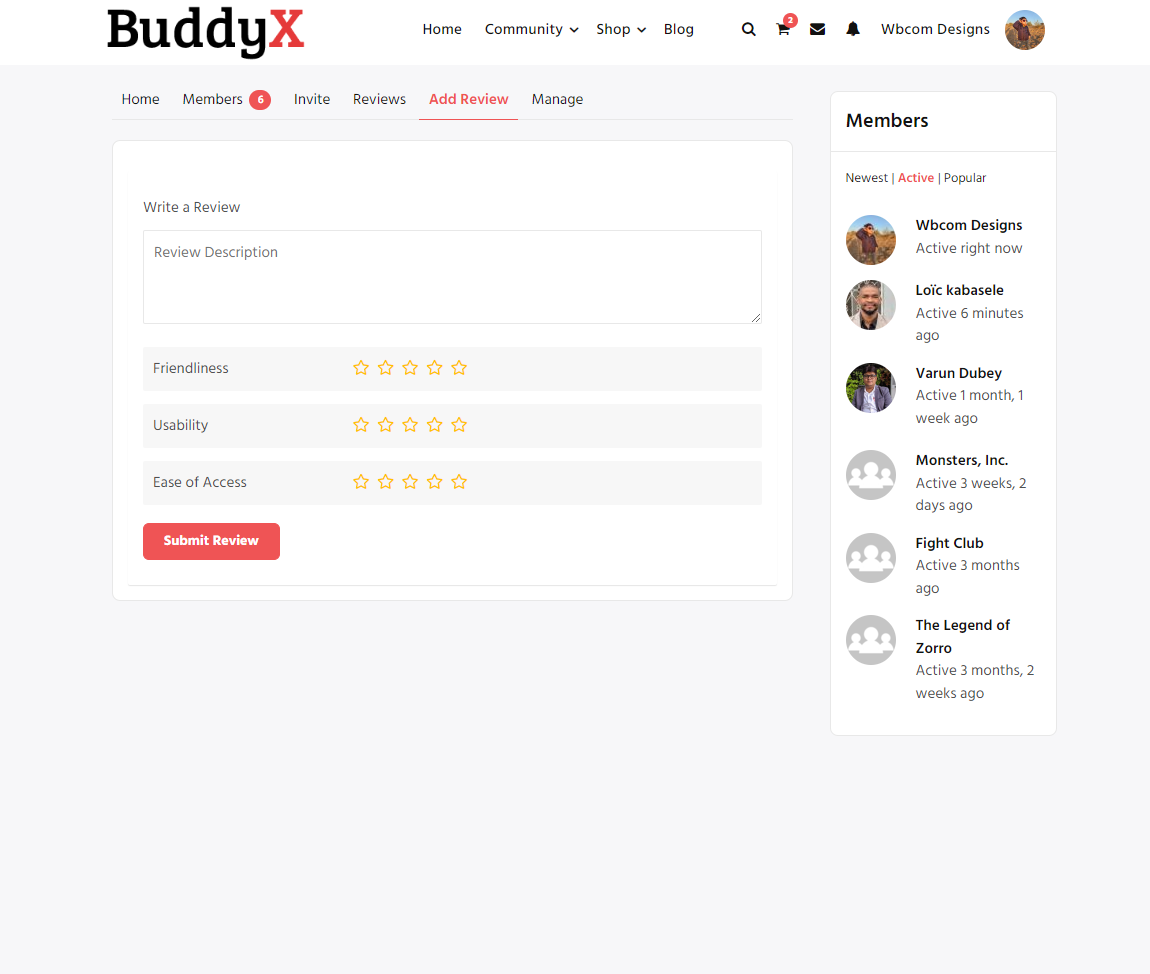 BuddyX
Home Community Shop Blog 2 Wbcom Designs
Home Members 6 Invite Reviews Add Review Manage
Write a Review
Review Description
Friendliness
Usability
Ease of Access
Submit Review
Members
Newest | Active | Popular
Wbcom Designs
Active right now
Loïc kabasele
Active 6 minutes
ago
Varun Dubey
Active 1 month, 1
week ago
Monsters, Inc.
Active 3 weeks, 2
days ago
Fight Club
Active 3 months
ago
The Legend of
Zorro
Active 3 months, 2
weeks ago